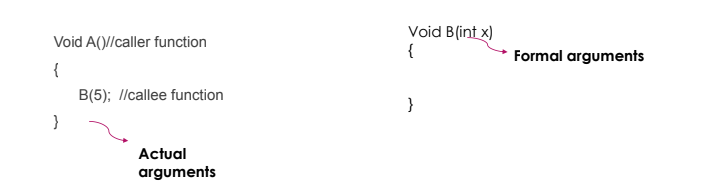 Void A()//caller function
{
B(5); //callee function
}
Actual
arguments
Void B(int x)
{
Formal arguments
}